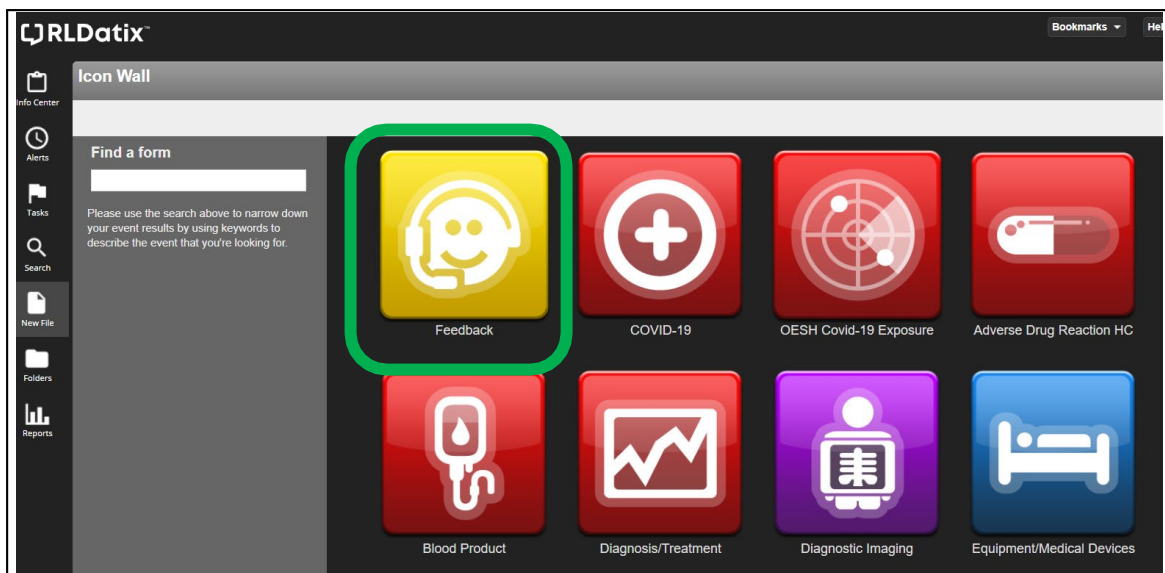 RLDatix™
Bookmarks
Icon Wall
Info Center
Alerts
Tasks
Search
New File
Folders
Reports
Find a form
Please use the search above to narrow down
your event results by using keywords to
describe the event that you're looking for.
Feedback
COVID-19
OESH Covid-19 Exposure
Adverse Drug Reaction HC
Blood Product
Diagnosis/Treatment
Diagnostic Imaging
Equipment/Medical Devices